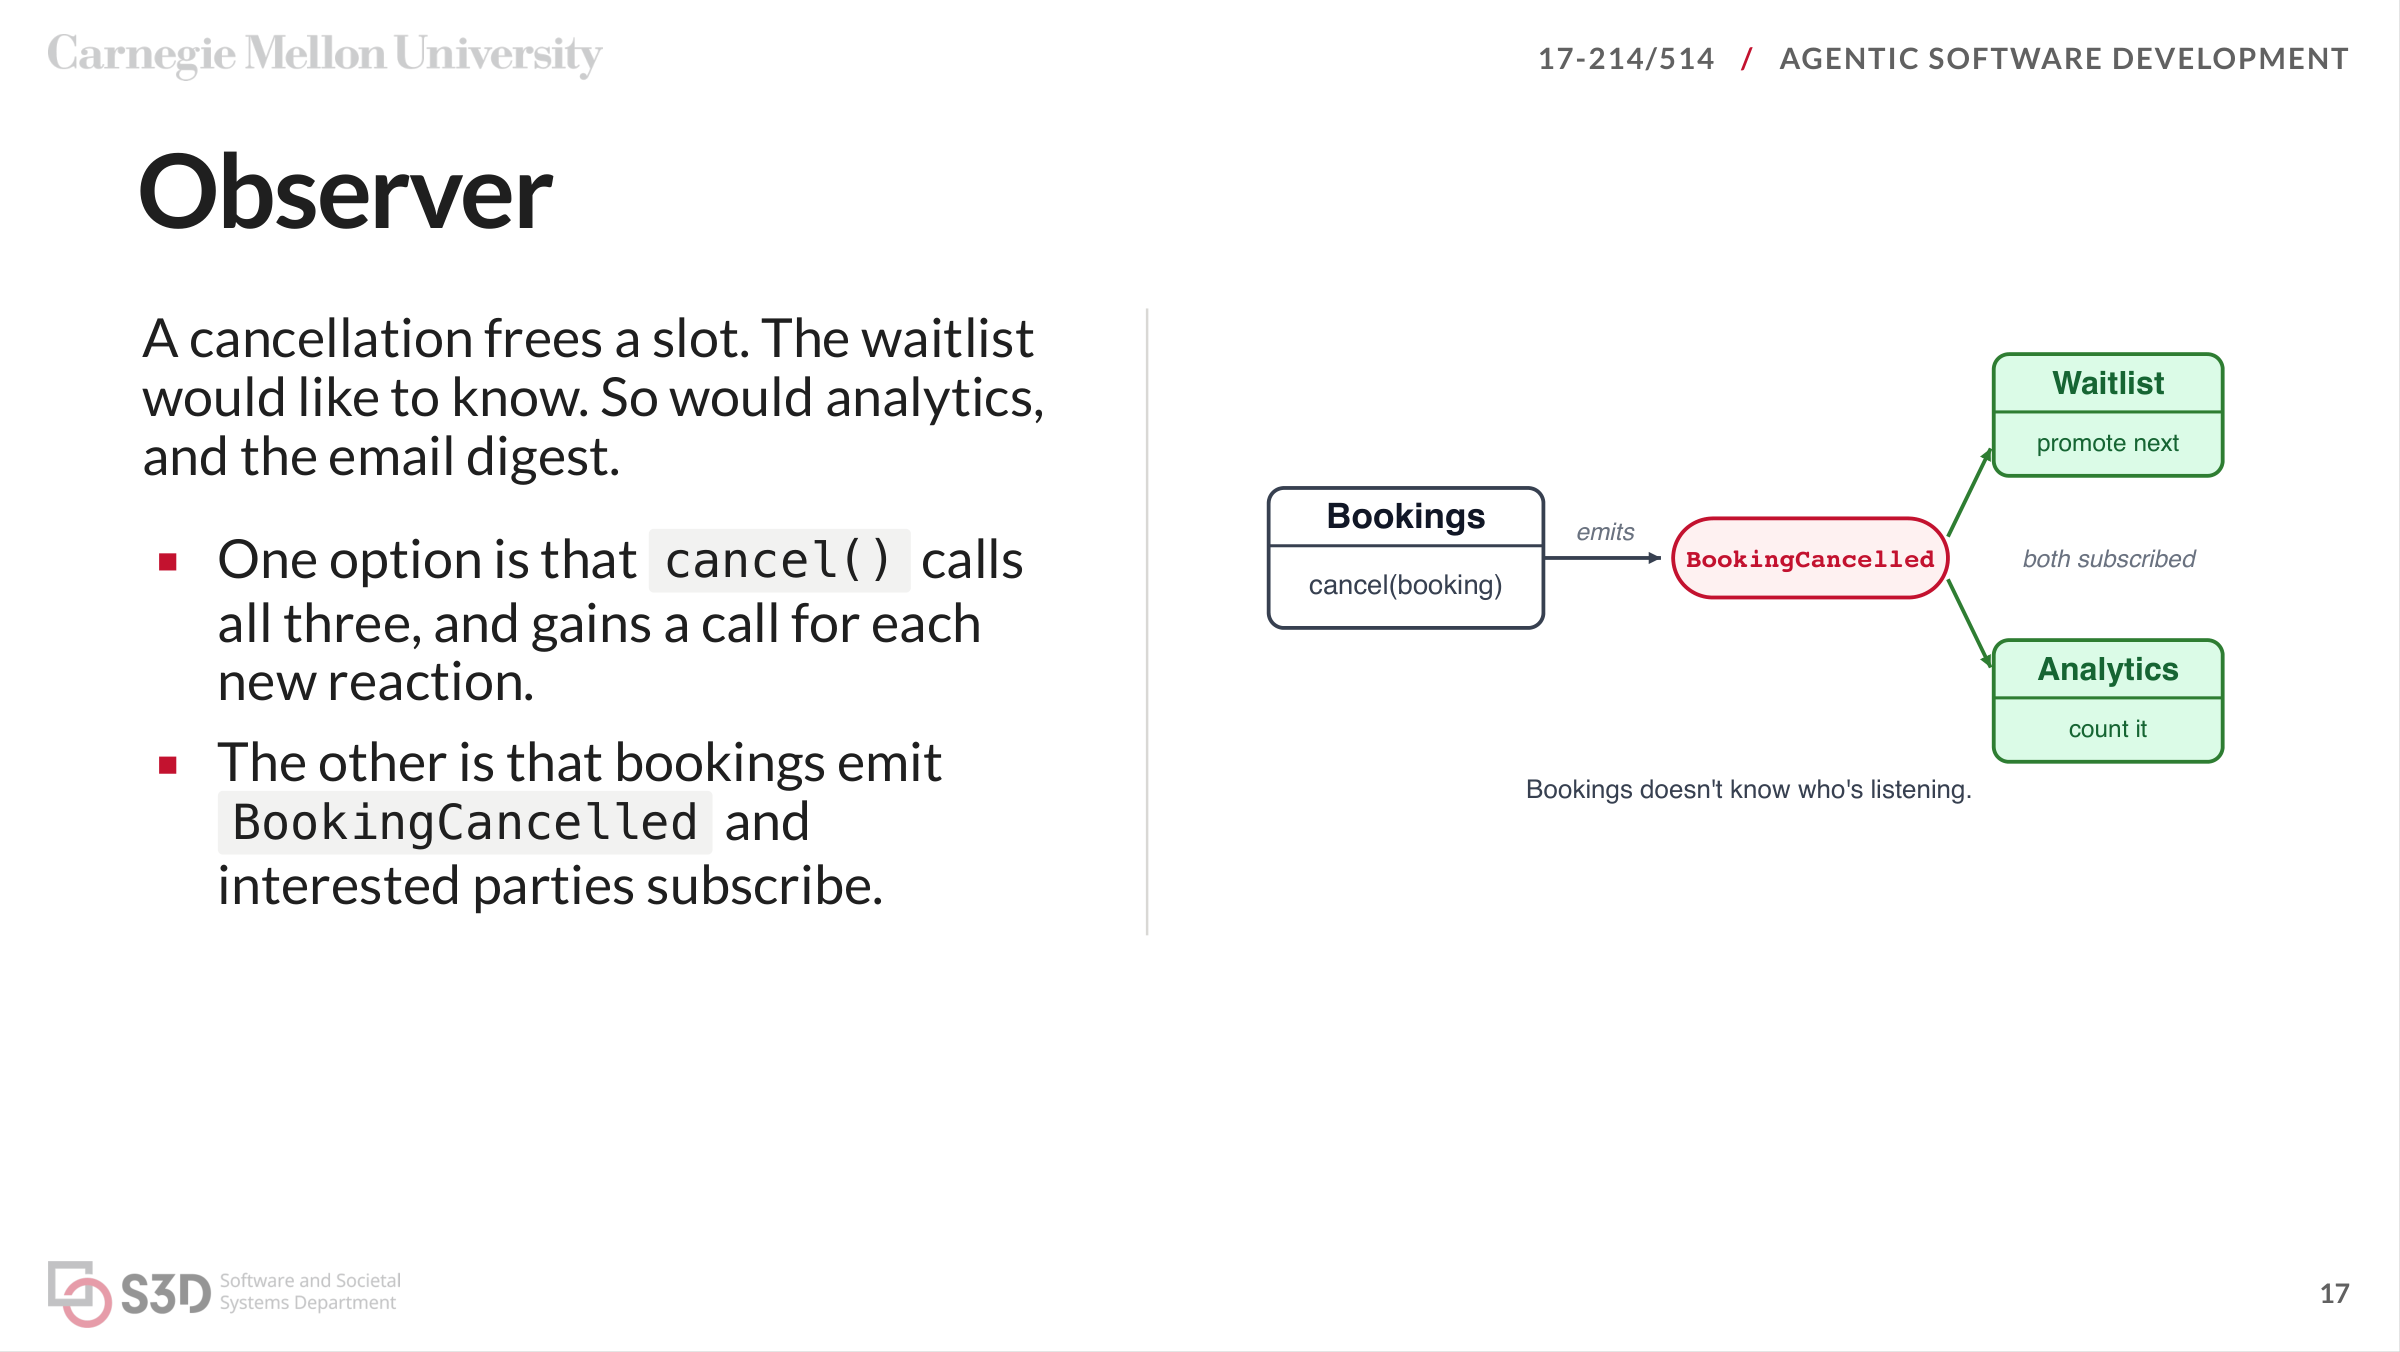 Carnegie Mellon University
17-214/514 / AGENTIC SOFTWARE DEVELOPMENT
Observer
A cancellation frees a slot. The waitlist
would like to know. So would analytics,
and the email digest.
One option is that cancel() calls
all three, and gains a call for each
new reaction.
The other is that bookings emit
BookingCancelled and
interested parties subscribe.
Bookings
cancel(booking)
emits
BookingCancelled
Waitlist
promote next
both subscribed
Analytics
count it
Bookings doesn't know who's listening.
S3D Software and Societal
Systems Department
17